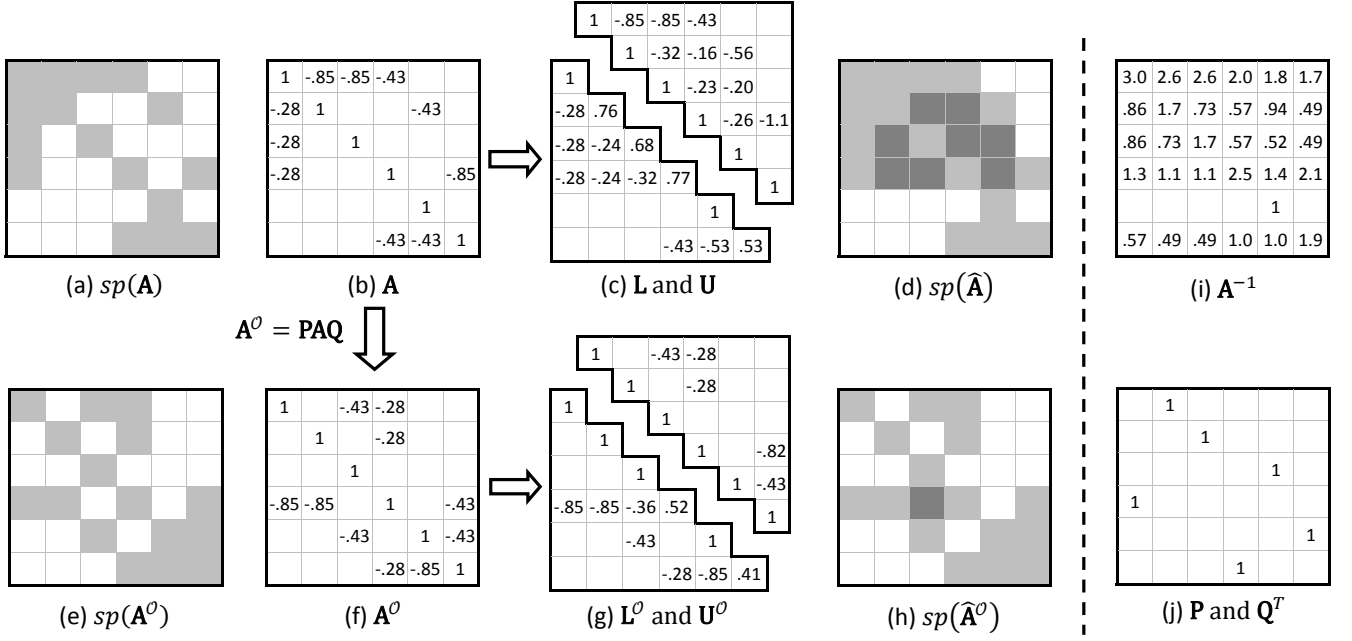 1 -.85 -.85 -.43
1 -.32 -.16 -.56
1 -.23 -.20
1 -.26 -1.1
1
1
1 -.85 -.85 -.43
-.28 1 -.43
-.28 1
-.28 1 -.85
1
-.43 -.43 1
1
-.28 .76
-.28 -.24 .68
-.28 -.24 -.32 .77
1
-.43 -.53 .53
3.0 2.6 2.6 2.0 1.8 1.7
.86 1.7 .73 .57 .94 .49
.86 .73 1.7 .57 .52 .49
1.3 1.1 1.1 2.5 1.4 2.1
1
.57 .49 .49 1.0 1.0 1.9
(a) sp(A)
(b) A
(c) L and U
(d) sp(Â)
(i) A⁻¹
A^𝒪 = PAQ
1 -.43 -.28
1 -.28
1
1 -.82
1 -.43
1
1 -.43 -.28
1 -.28
1
-.85 -.85 1 -.43
-.43 1 -.43
-.28 -.85 1
1
1
1
-.85 -.85 -.36 .52
-.43 1
-.28 -.85 .41
1
1
1
1
1
1
(e) sp(A^𝒪)
(f) A^𝒪
(g) L^𝒪 and U^𝒪
(h) sp(Â^𝒪)
(j) P and Q^T